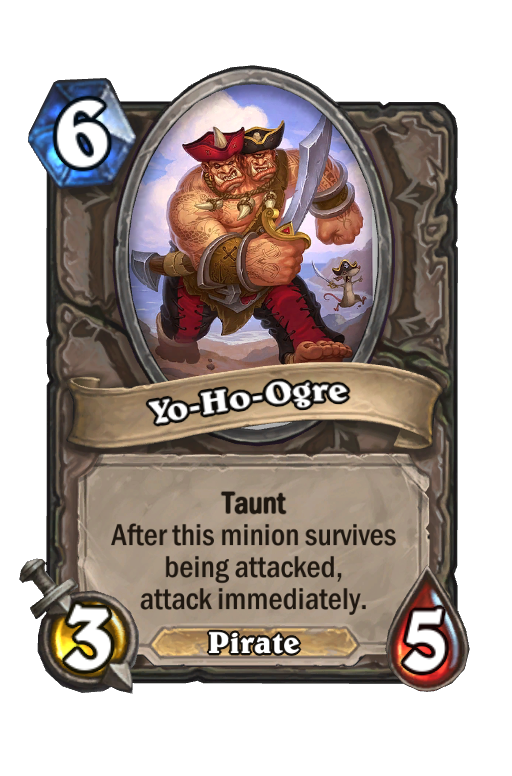 6
Yo-Ho-Ogre
Taunt
After this minion survives
being attacked,
attack immediately.
3
Pirate
5